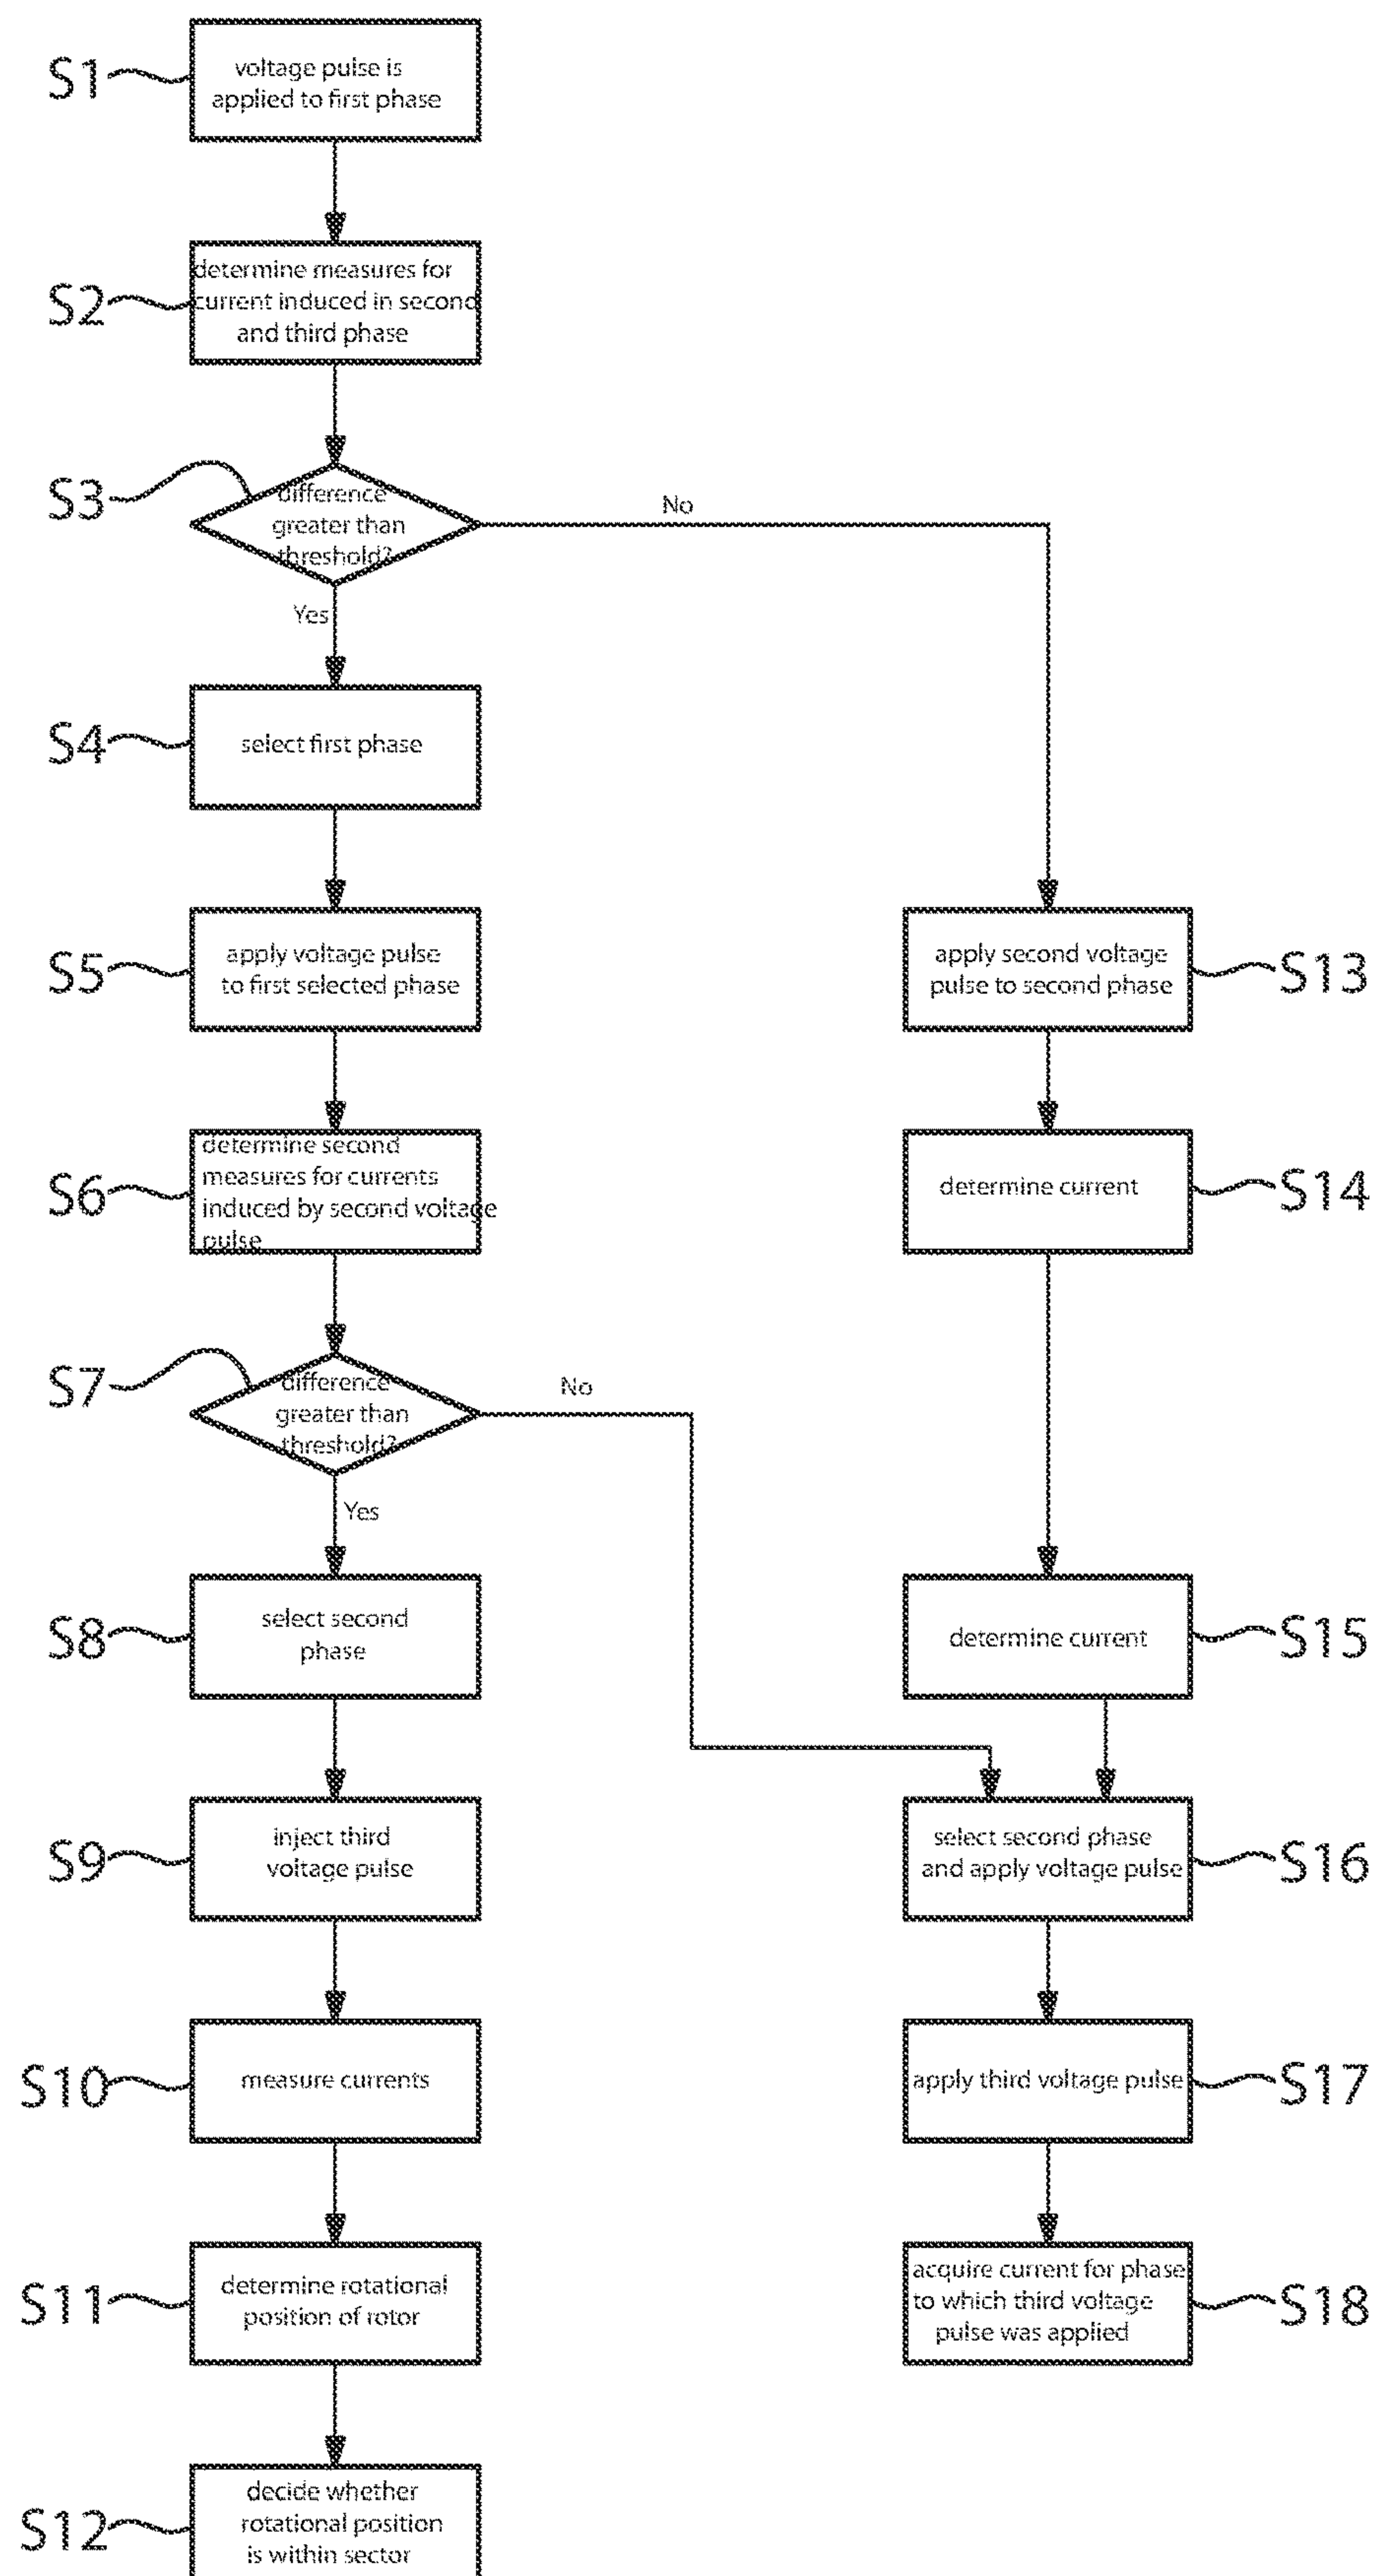 S1
voltage pulse is
applied to first phase
S2
determine measures for
current induced in second
and third phase
S3
difference
greater than
threshold?
No
Yes
S4
select first phase
S5
apply voltage pulse
to first selected phase
apply second voltage
pulse to second phase
S13
S6
determine second
measures for currents
induced by second voltage
pulse
determine current
S14
S7
difference
greater than
threshold?
No
Yes
S8
select second
phase
determine current
S15
S9
inject third
voltage pulse
select second phase
and apply voltage pulse
S16
S10
measure currents
apply third voltage pulse
S17
S11
determine rotational
position of rotor
acquire current for phase
to which third voltage
pulse was applied
S18
S12
decide whether
rotational position
is within sector